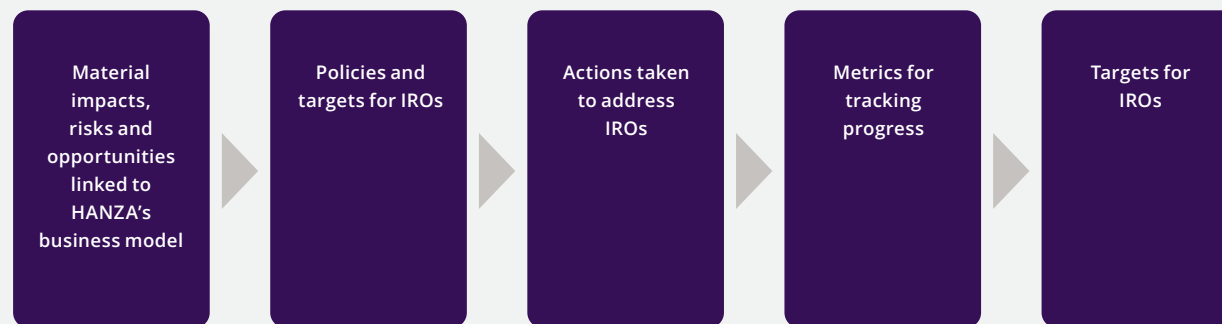 Material
impacts,
risks and
opportunities
linked to
HANZA’s
business model
Policies and
targets for IROs
Actions taken
to address
IROs
Metrics for
tracking
progress
Targets for
IROs